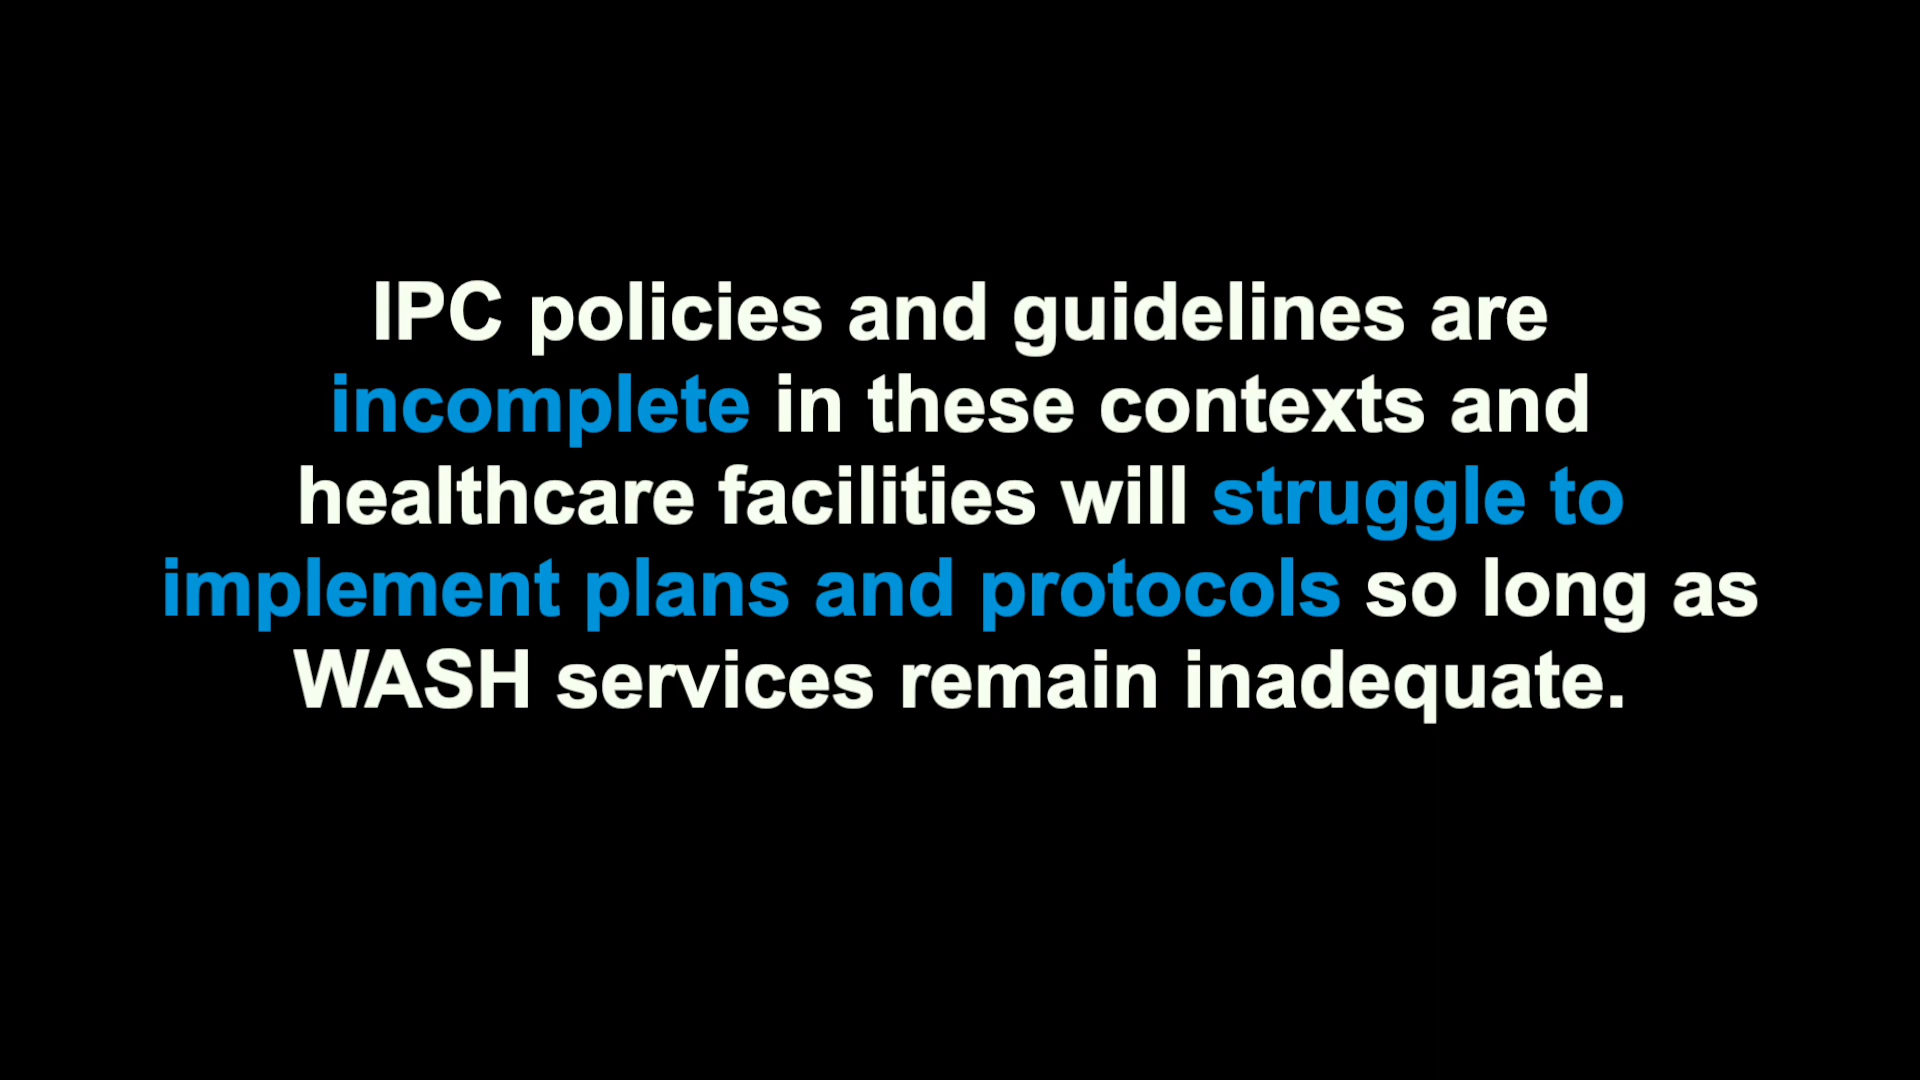 IPC policies and guidelines are
incomplete in these contexts and
healthcare facilities will struggle to
implement plans and protocols so long as
WASH services remain inadequate.